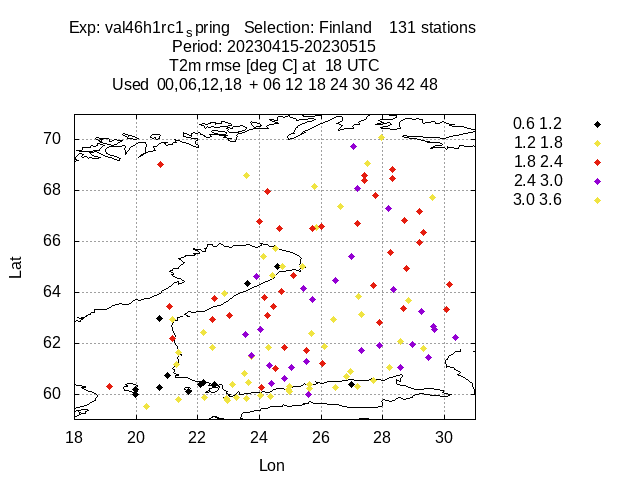 Exp: val46h1rc1spring Selection: Finland 131 stations
Period: 20230415-20230515
T2m rmse [deg C] at 18 UTC
Used 00,06,12,18 + 06 12 18 24 30 36 42 48
0.6 1.2
1.2 1.8
1.8 2.4
2.4 3.0
3.0 3.6
70
68
66
64
62
60
Lat
18 20 22 24 26 28 30
Lon